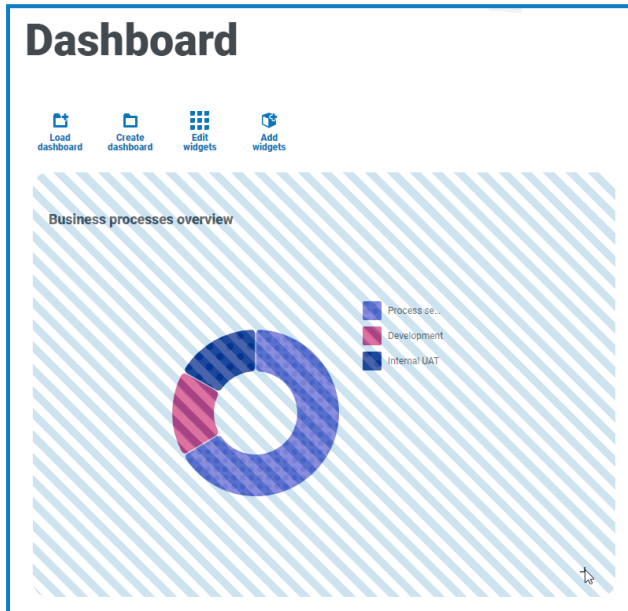 Dashboard
Load
dashboard
Create
dashboard
Edit
widgets
Add
widgets
Business processes overview
Process se...
Development
Internal UAT